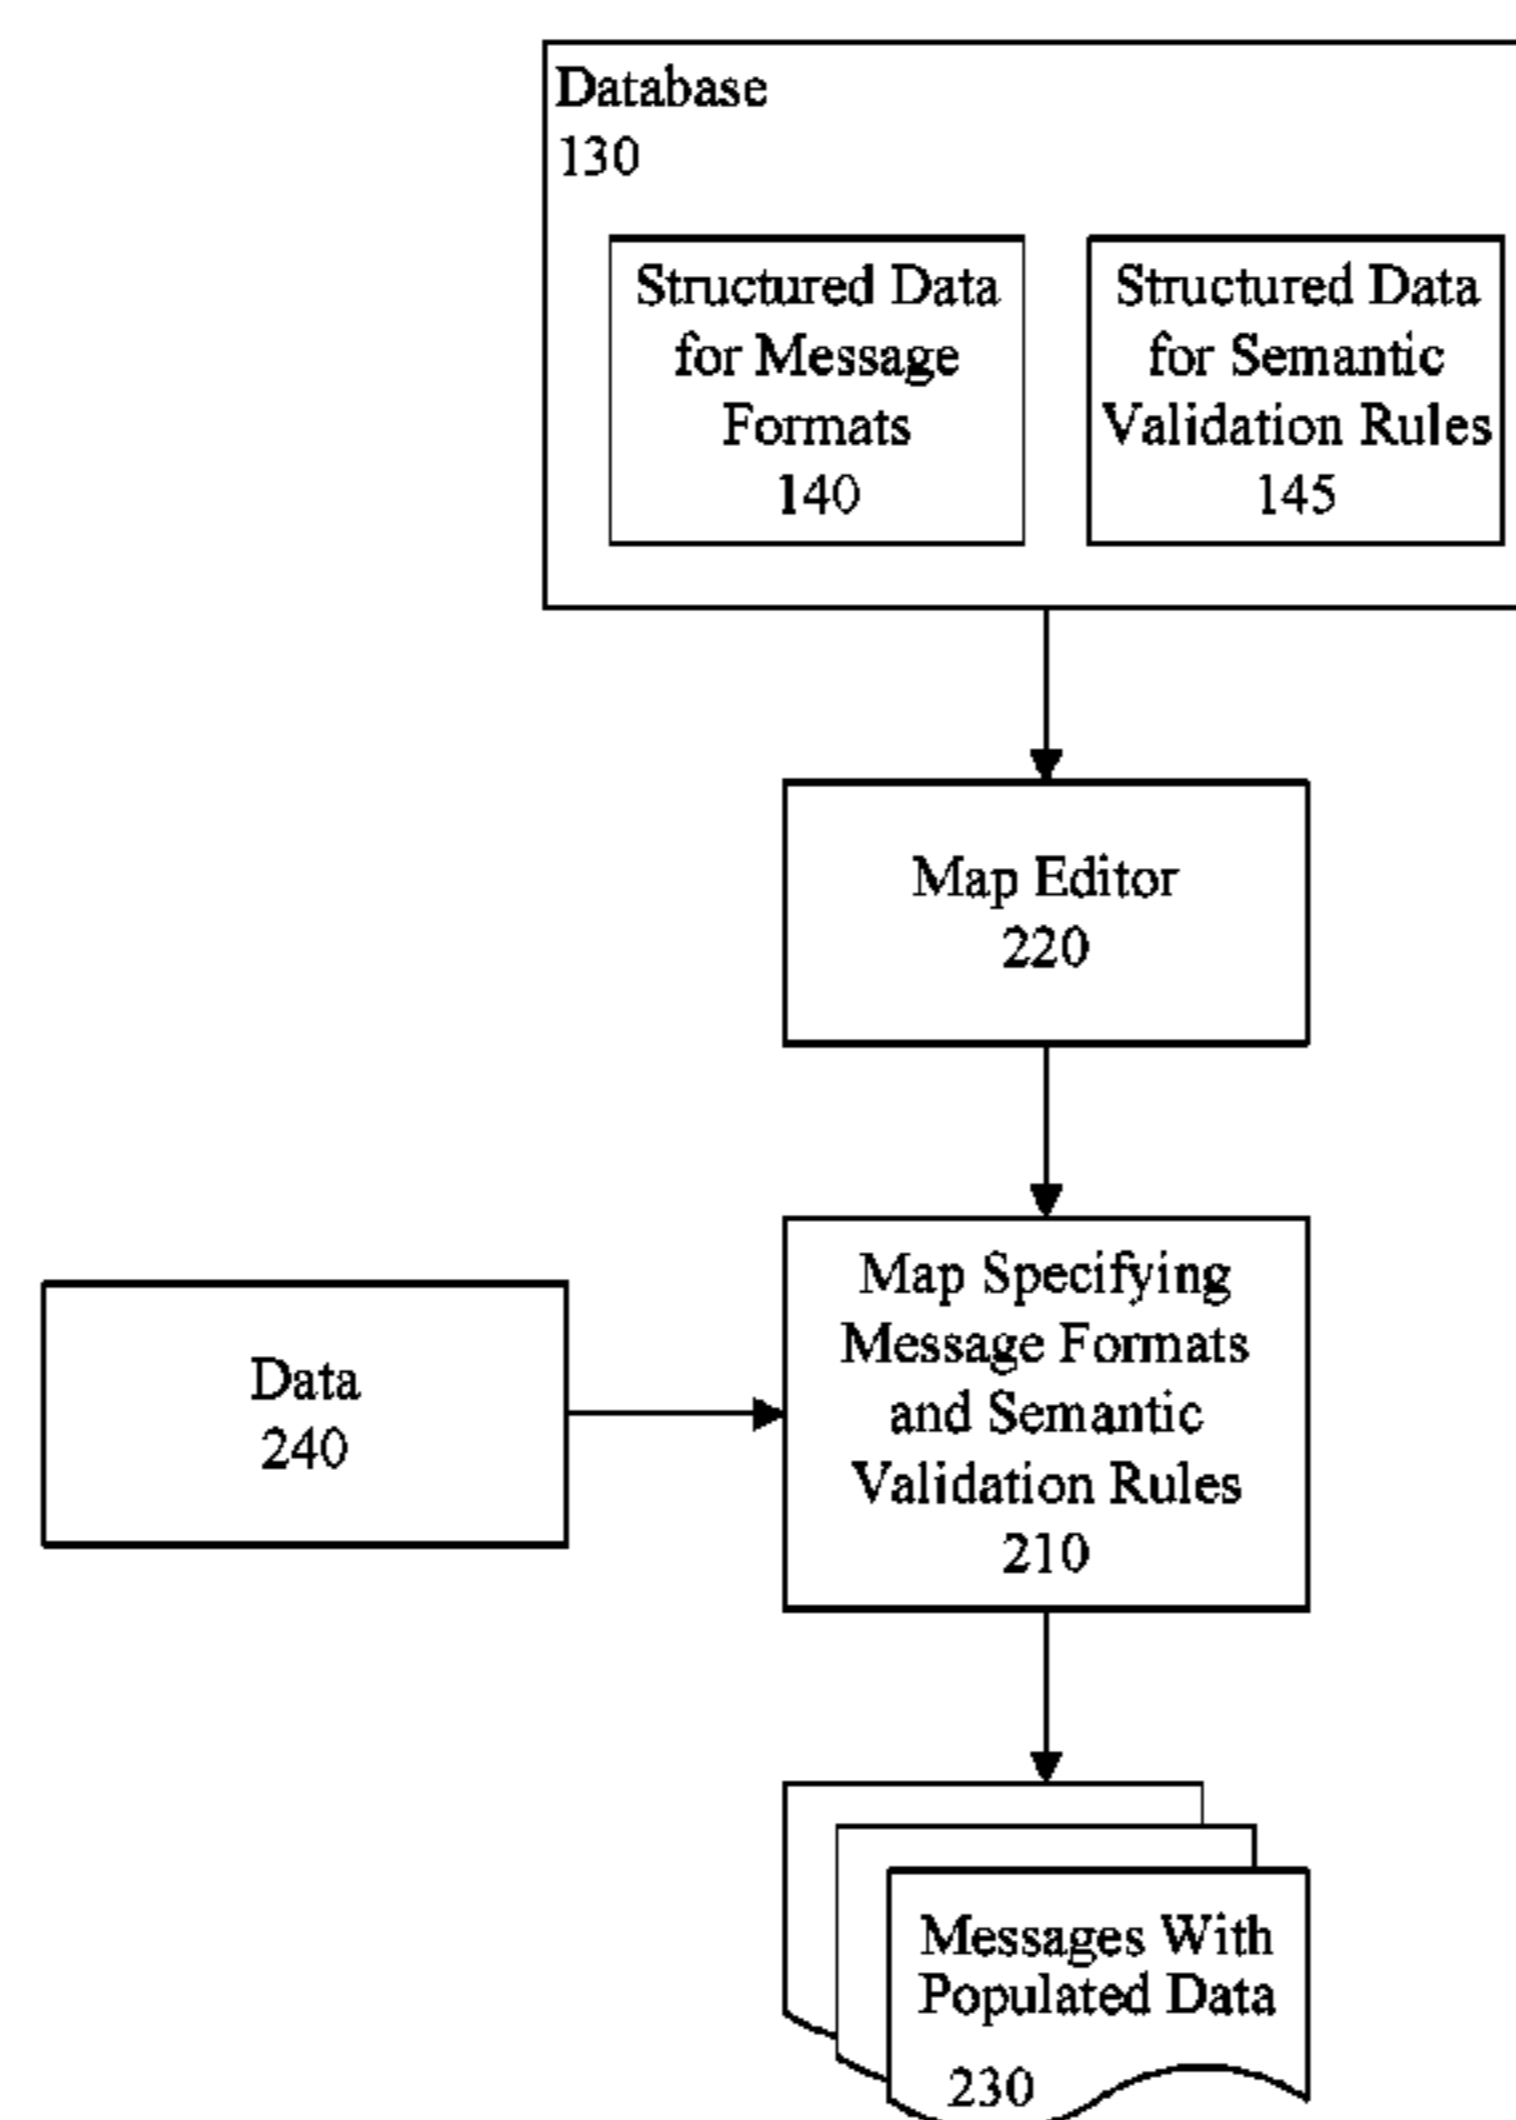 Database
130
Structured Data
for Message
Formats
140
Structured Data
for Semantic
Validation Rules
145
Map Editor
220
Data
240
Map Specifying
Message Formats
and Semantic
Validation Rules
210
Messages With
Populated Data
230